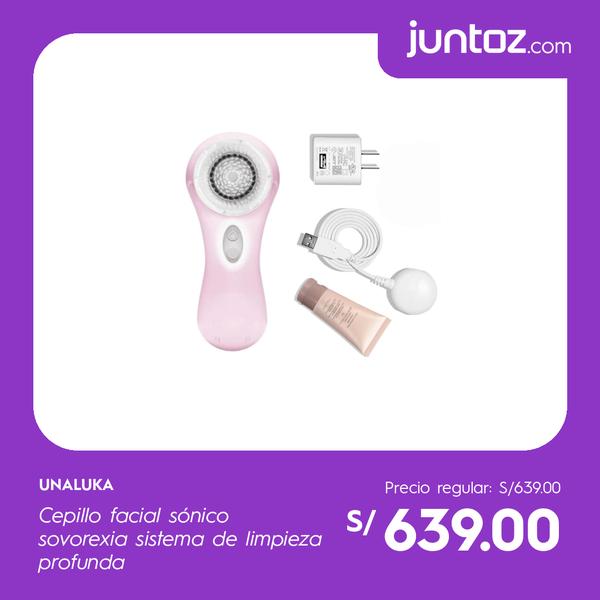 juntoz.com
UNALUKA
Cepillo facial sónico
sovorexia sistema de limpieza
profunda
Precio regular: S/639.00
S/ 639.00